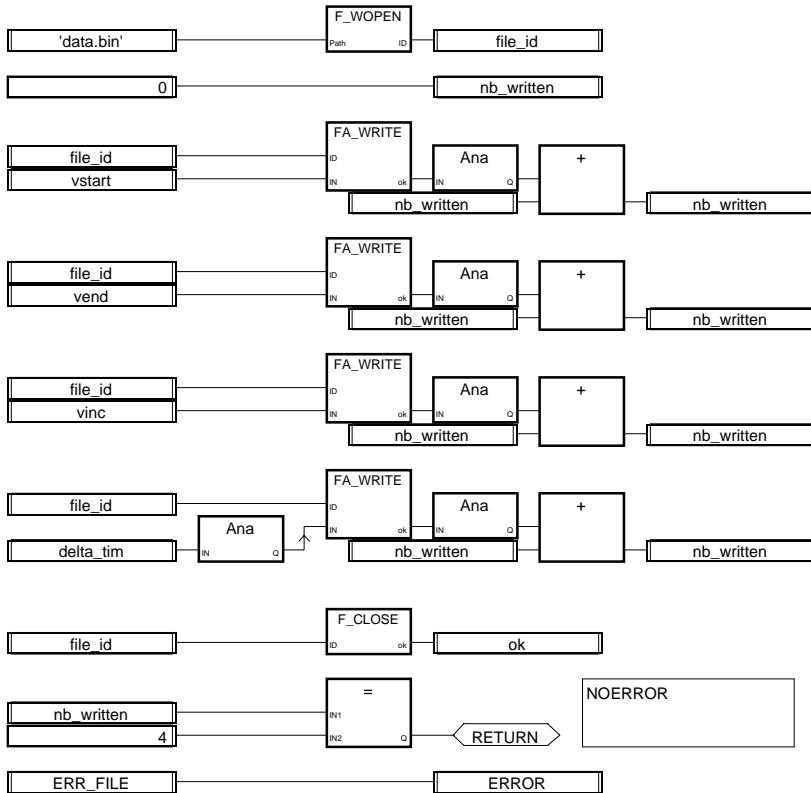 F_WOPEN
'data.bin' Path ID file_id
0 nb_written
FA_WRITE
file_id ID Ana +
vstart IN ok IN Q
nb_written nb_written
FA_WRITE
file_id ID Ana +
vend IN ok IN Q
nb_written nb_written
FA_WRITE
file_id ID Ana +
vinc IN ok IN Q
nb_written nb_written
FA_WRITE
file_id ID Ana +
Ana IN ok IN Q
delta_tim IN Q nb_written nb_written
F_CLOSE
file_id ID ok ok
= NOERROR
nb_written IN1
4 IN2 Q RETURN
ERR_FILE ERROR